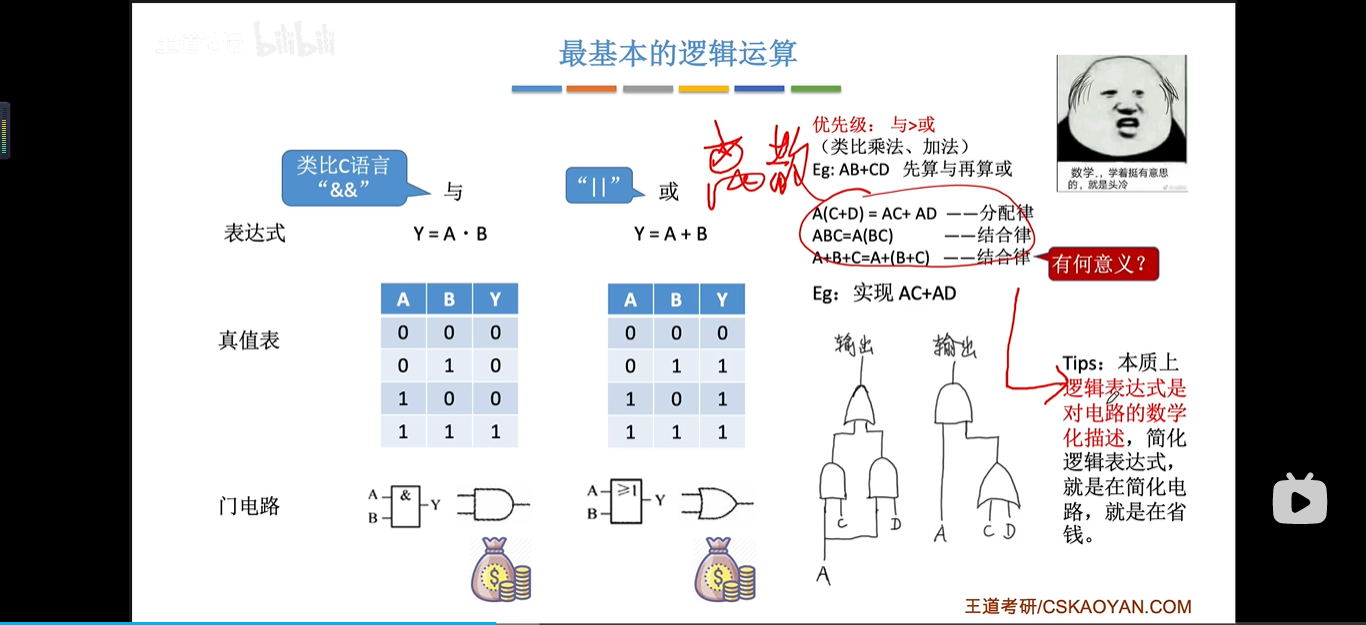 王道论坛 bilibili
最基本的逻辑运算
类比C语言
“&&”
与
“||”
或
离散
优先级： 与>或
（类比乘法、加法）
Eg: AB+CD 先算与再算或
数学.，学着挺有意思
的，就是头冷
表达式
Y = A · B
Y = A + B
A(C+D) = AC+ AD ——分配律
ABC=A(BC) ——结合律
A+B+C=A+(B+C) ——结合律
有何意义？
Eg： 实现 AC+AD
真值表
A B Y
0 0 0
0 1 0
1 0 0
1 1 1
A B Y
0 0 0
0 1 1
1 0 1
1 1 1
输出
输出
C
D
A
A
C D
Tips：本质上
逻辑表达式是
对电路的数学
化描述，简化
逻辑表达式，
就是在简化电
路，就是在省
钱。
门电路
A
B
&
Y
A
B
≥1
Y
$
$
王道考研/CSKAOYAN.COM